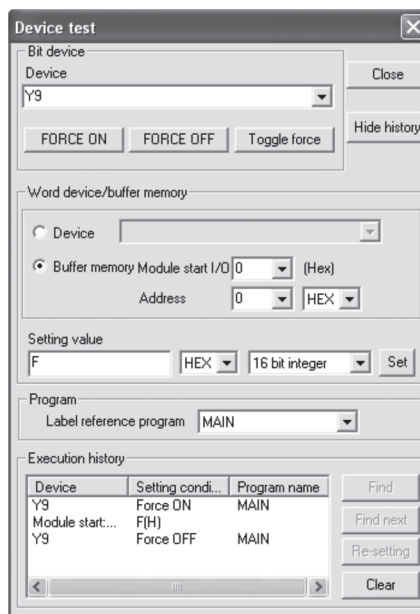 Device test
Bit device
Device
Y9
Close
FORCE ON FORCE OFF Toggle force
Hide history
Word device/buffer memory
Device
Buffer memory Module start I/O 0 (Hex)
Address 0 HEX
Setting value
F HEX 16 bit integer Set
Program
Label reference program MAIN
Execution history
Device Setting condi... Program name
Y9 Force ON MAIN
Module start:... F(H)
Y9 Force OFF MAIN
Find
Find next
Re-setting
Clear